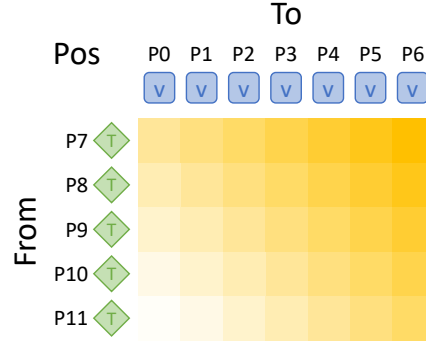 To
Pos P0 P1 P2 P3 P4 P5 P6
V V V V V V V
From
P7 T
P8 T
P9 T
P10 T
P11 T